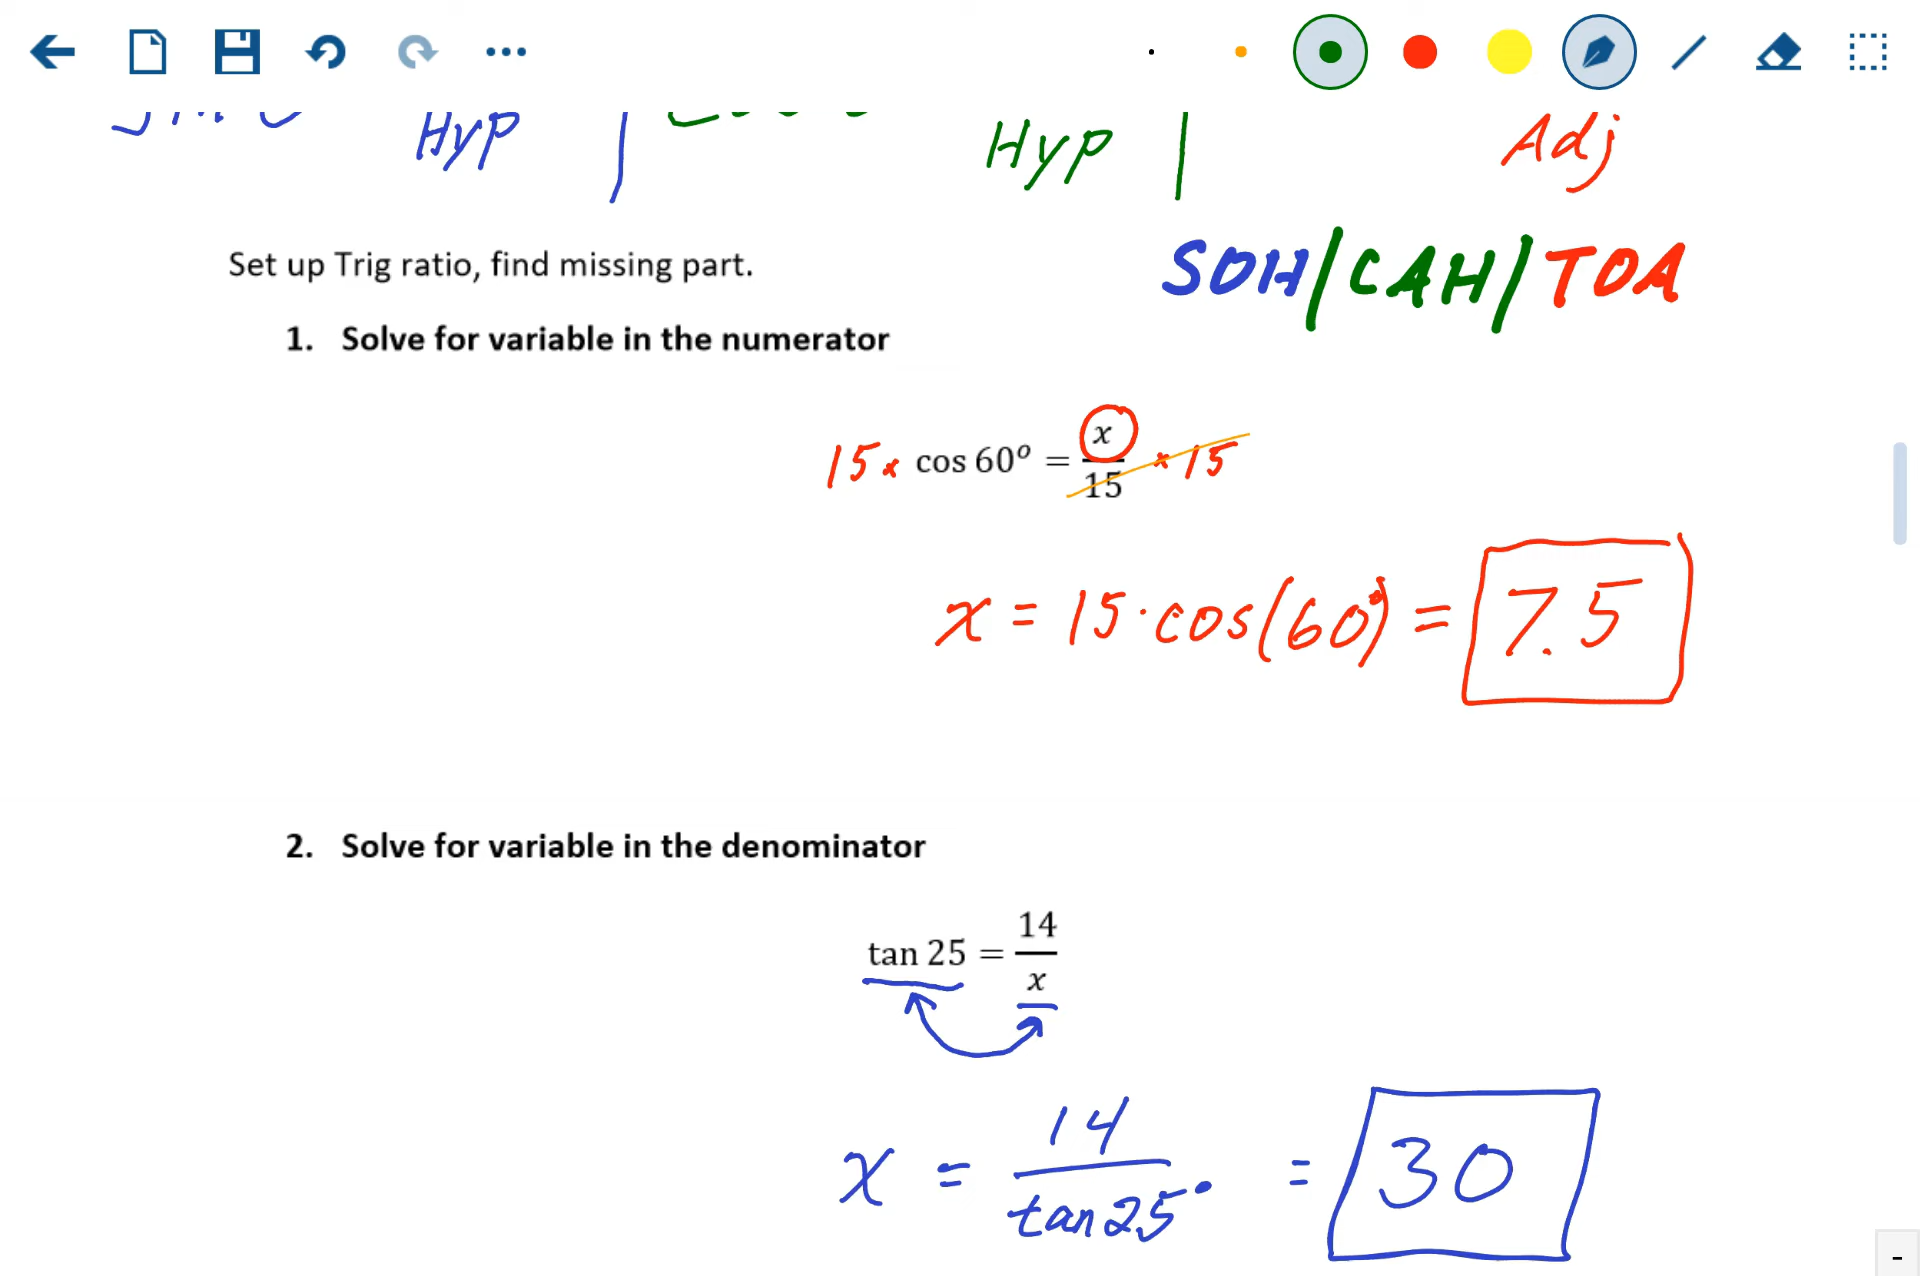 Hyp | Hyp | Adj
Set up Trig ratio, find missing part.
SOH/CAH/TOA
1. Solve for variable in the numerator
15 × cos 60° = x/15 × 15
x = 15 · cos(60°) = 7.5
2. Solve for variable in the denominator
tan 25 = 14/x
x = 14/tan 25° = 30